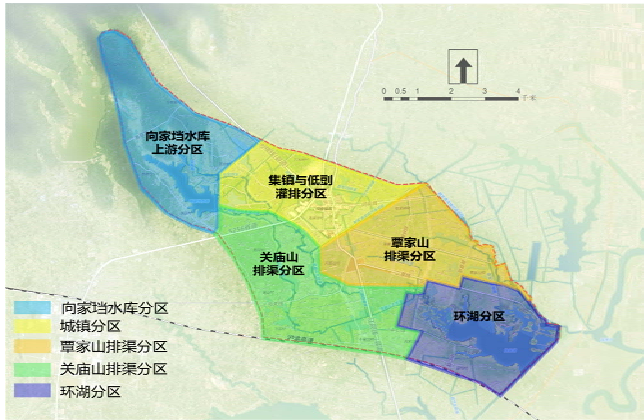 0 0.5 1 2 3 4
千米
向家垱水库
上游分区
集镇与低剅
灌排分区
覃家山
排渠分区
关庙山
排渠分区
环湖分区
向家垱水库分区
城镇分区
覃家山排渠分区
关庙山排渠分区
环湖分区